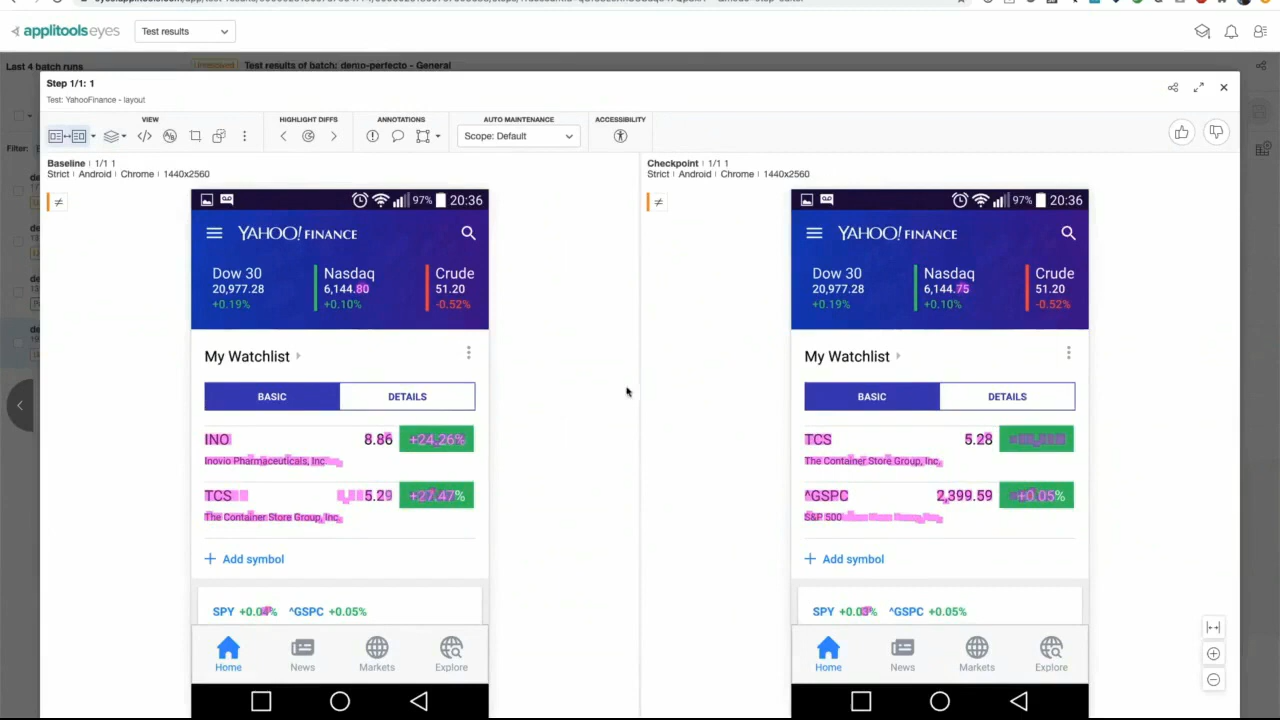 applitools eyes
Test results
Last 4 batch runs
Unresolved
Test results of batch: demo-perfecto - General
Step 1/1: 1
Test: YahooFinance - layout
VIEW
HIGHLIGHT DIFFS
ANNOTATIONS
AUTO MAINTENANCE
Scope: Default
ACCESSIBILITY
Filter:
Baseline | 1/1 1
Strict | Android | Chrome | 1440x2560
97% 20:36
YAHOO! FINANCE
Dow 30 Nasdaq Crude
20,977.28 6,144.80 51.20
+0.19% +0.10% -0.52%
My Watchlist
BASIC DETAILS
INO 8.86 +24.26%
Inovio Pharmaceuticals, Inc
TCS 5.29 +27.47%
The Container Store Group, Inc.
+ Add symbol
SPY +0.04% ^GSPC +0.05%
Home News Markets Explore
Checkpoint | 1/1 1
Strict | Android | Chrome | 1440x2560
97% 20:36
YAHOO! FINANCE
Dow 30 Nasdaq Crude
20,977.28 6,144.75 51.20
+0.19% +0.10% -0.52%
My Watchlist
BASIC DETAILS
TCS 5.28
The Container Store Group, Inc.
^GSPC 2,399.59 +0.05%
S&P 500
+ Add symbol
SPY +0.03% ^GSPC +0.05%
Home News Markets Explore